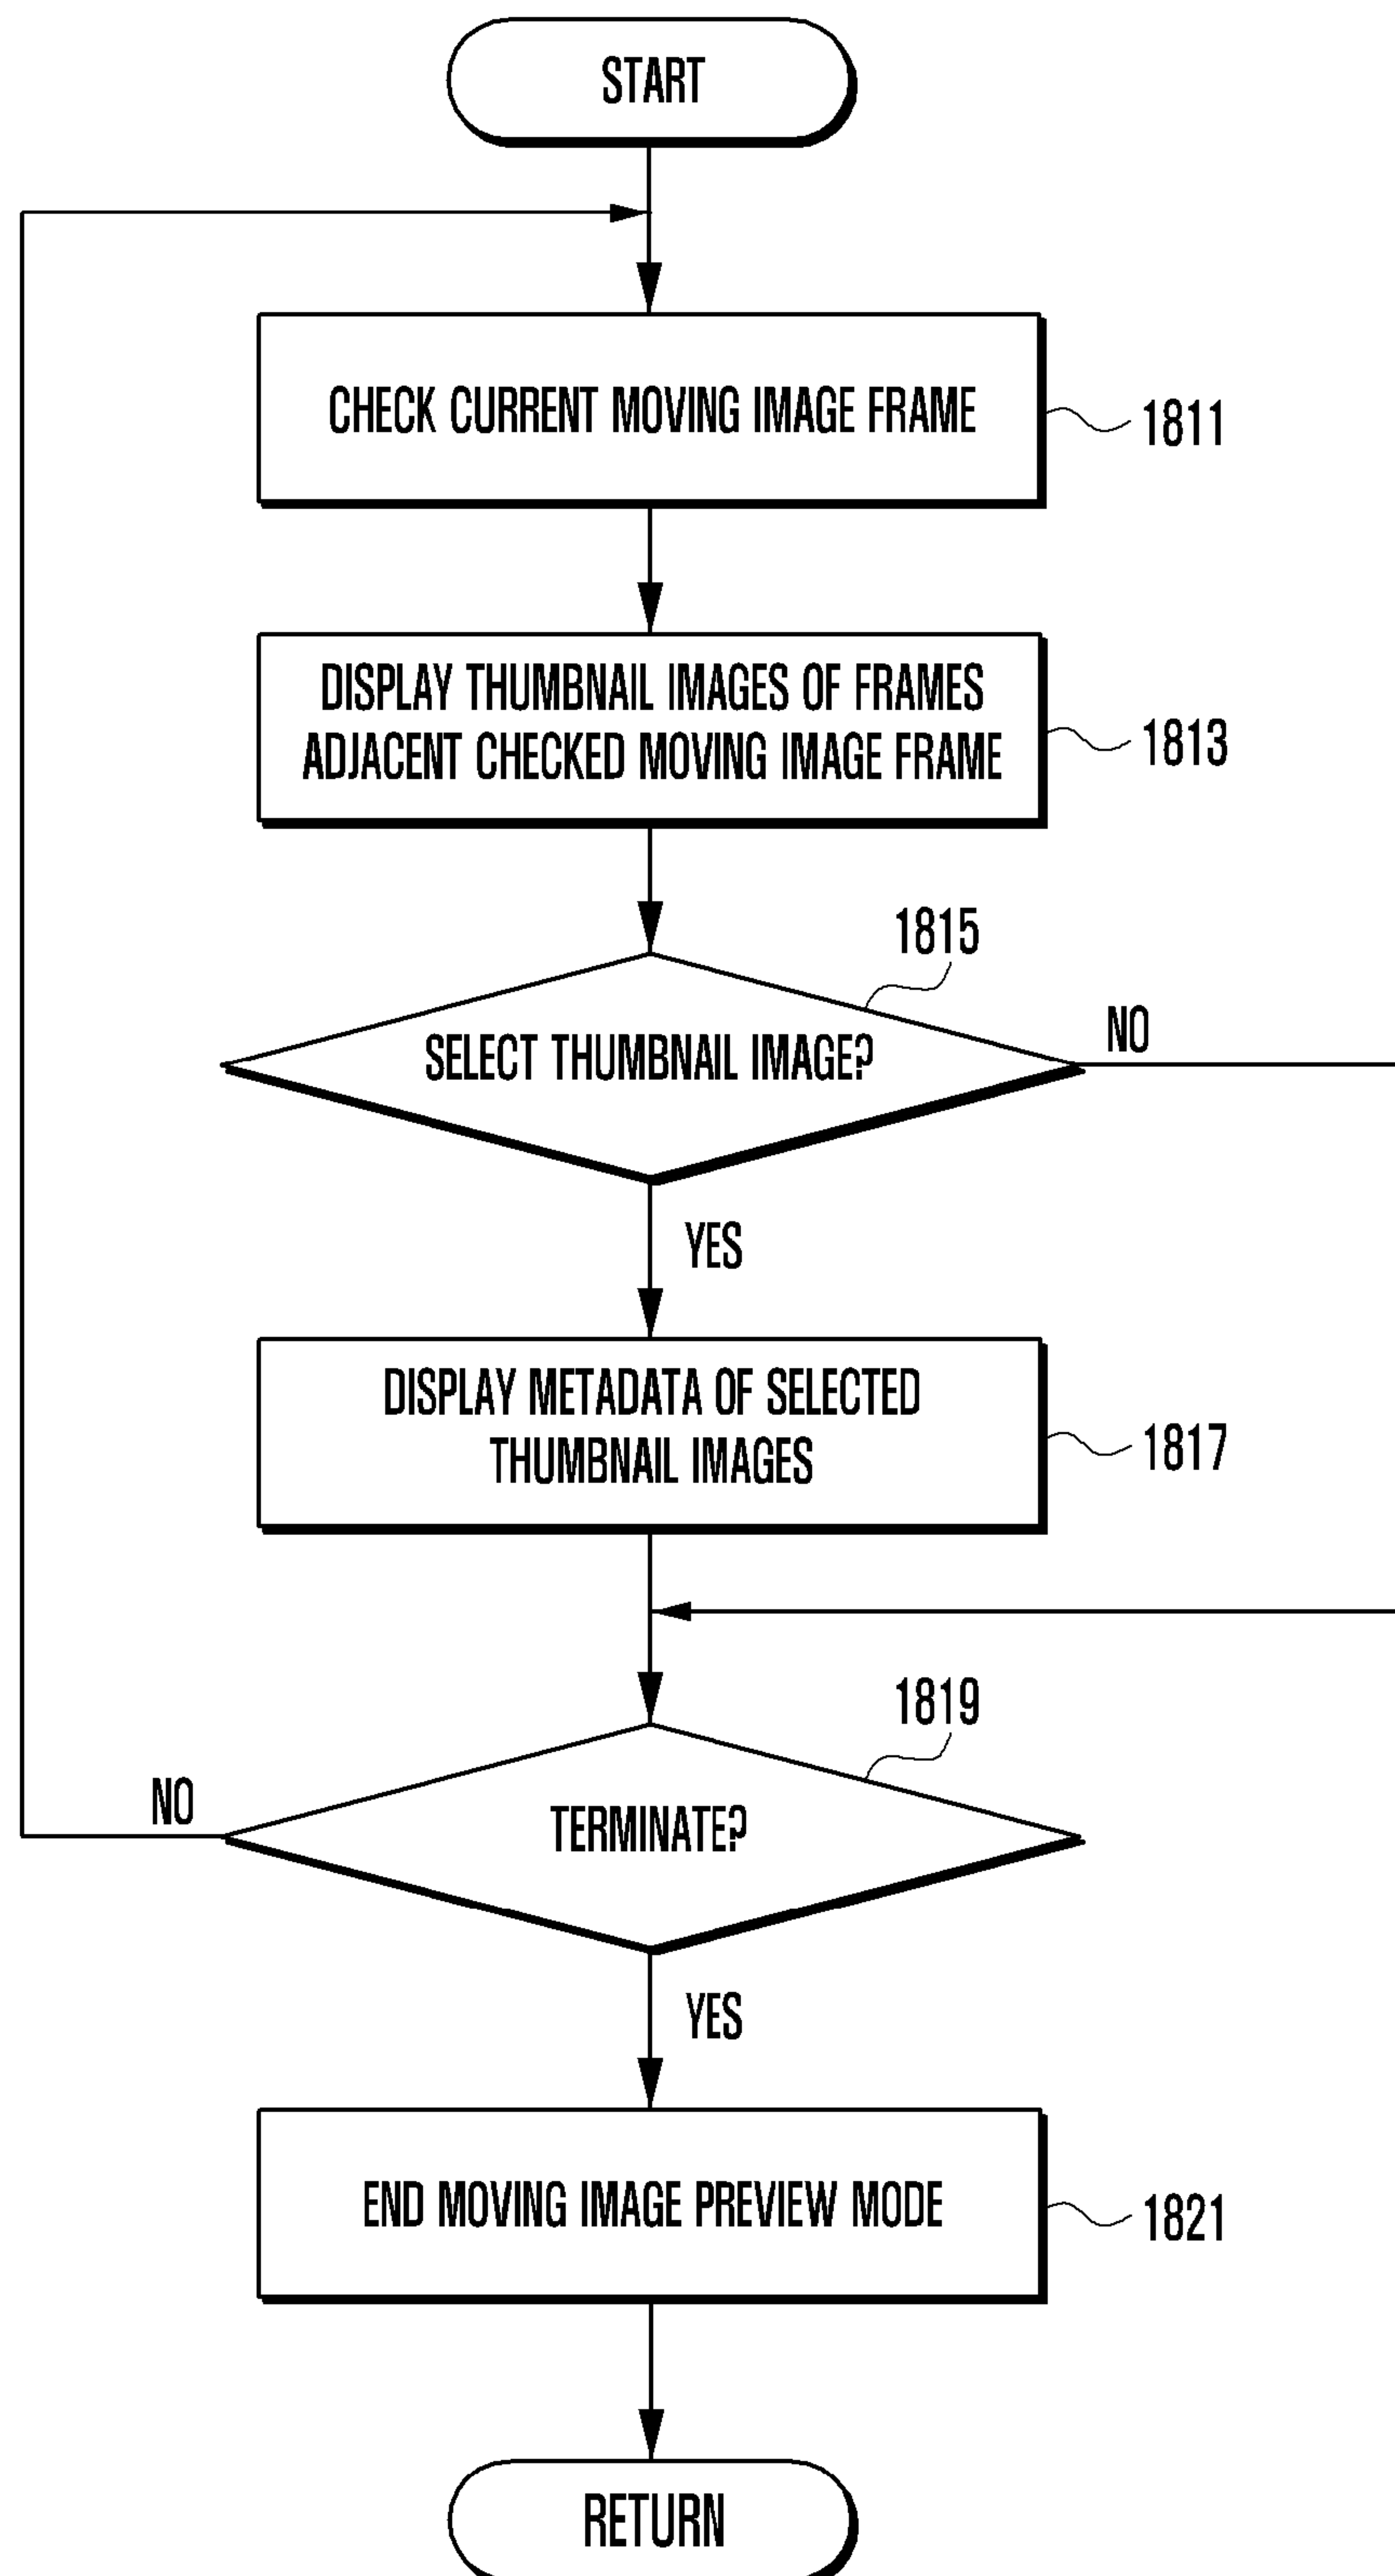 START
CHECK CURRENT MOVING IMAGE FRAME
1811
DISPLAY THUMBNAIL IMAGES OF FRAMES
ADJACENT CHECKED MOVING IMAGE FRAME
1813
1815
SELECT THUMBNAIL IMAGE?
NO
YES
DISPLAY METADATA OF SELECTED
THUMBNAIL IMAGES
1817
1819
TERMINATE?
NO
YES
END MOVING IMAGE PREVIEW MODE
1821
RETURN